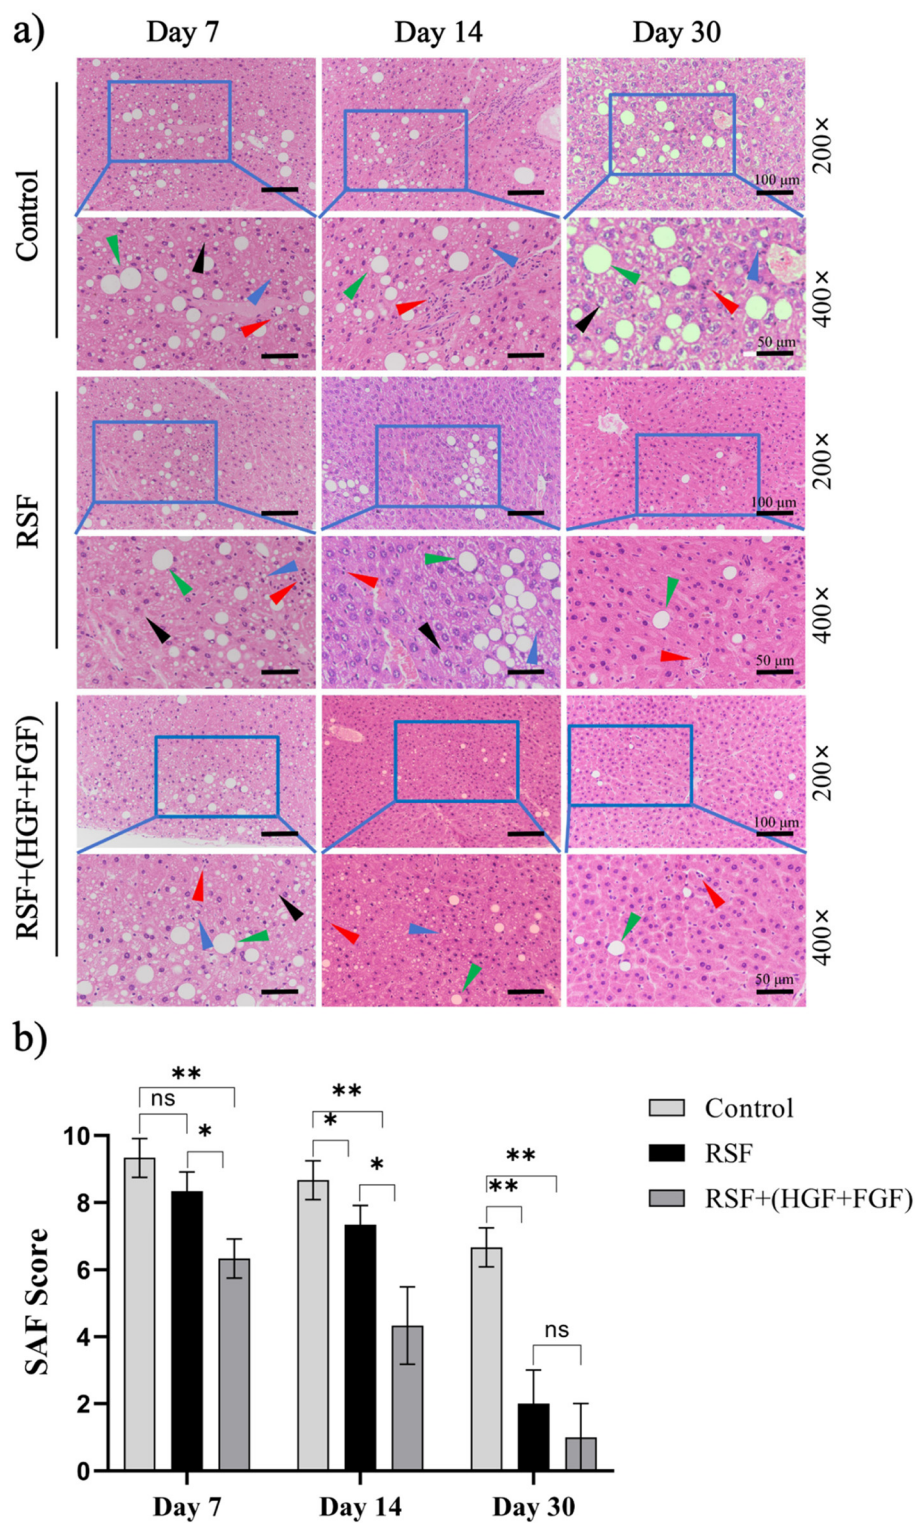 a)
Day 7 Day 14 Day 30
Control
200×
100 μm
400×
50 μm
RSF
200×
100 μm
400×
50 μm
RSF+(HGF+FGF)
200×
100 μm
400×
50 μm
b)
** ns *
** * *
** ** ns
Control
RSF
RSF+(HGF+FGF)
SAF Score
10
8
6
4
2
0
Day 7 Day 14 Day 30